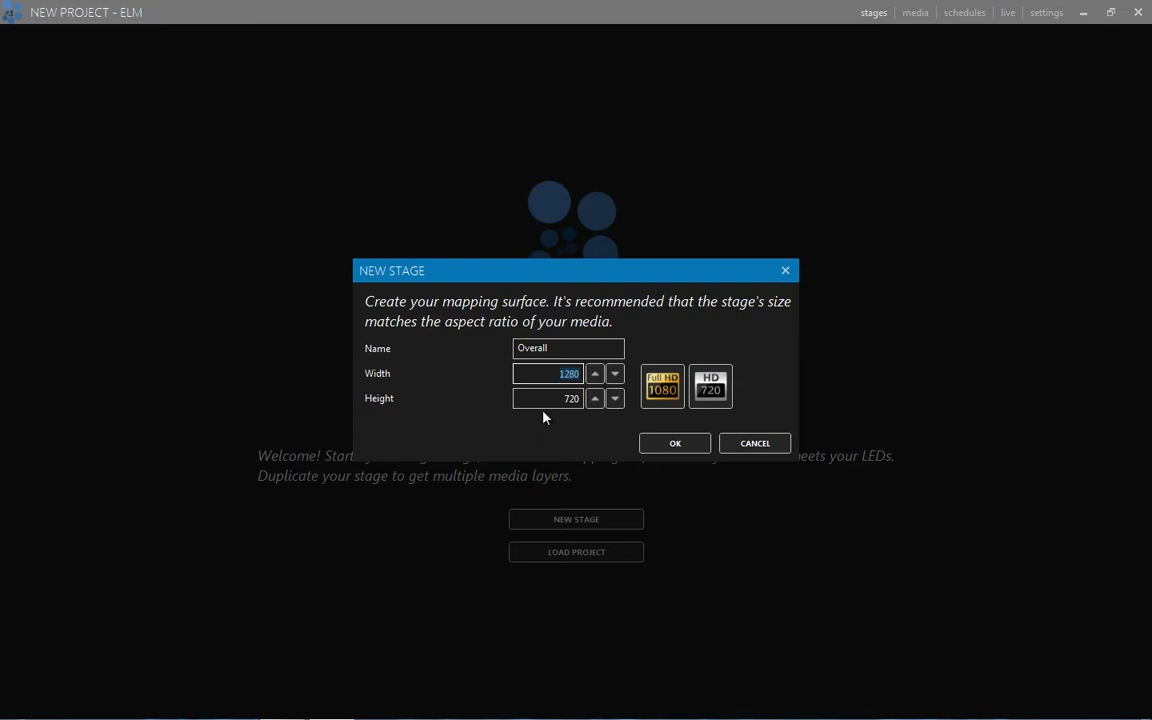 NEW PROJECT - ELM
stages
media
schedules
live
settings
NEW STAGE
Create your mapping surface. It's recommended that the stage's size
matches the aspect ratio of your media.
Name
Overall
Width
1280
Height
720
Full HD
1080
HD
720
OK
CANCEL
Welcome! Start
eets your LEDs.
Duplicate your stage to get multiple media layers.
NEW STAGE
LOAD PROJECT